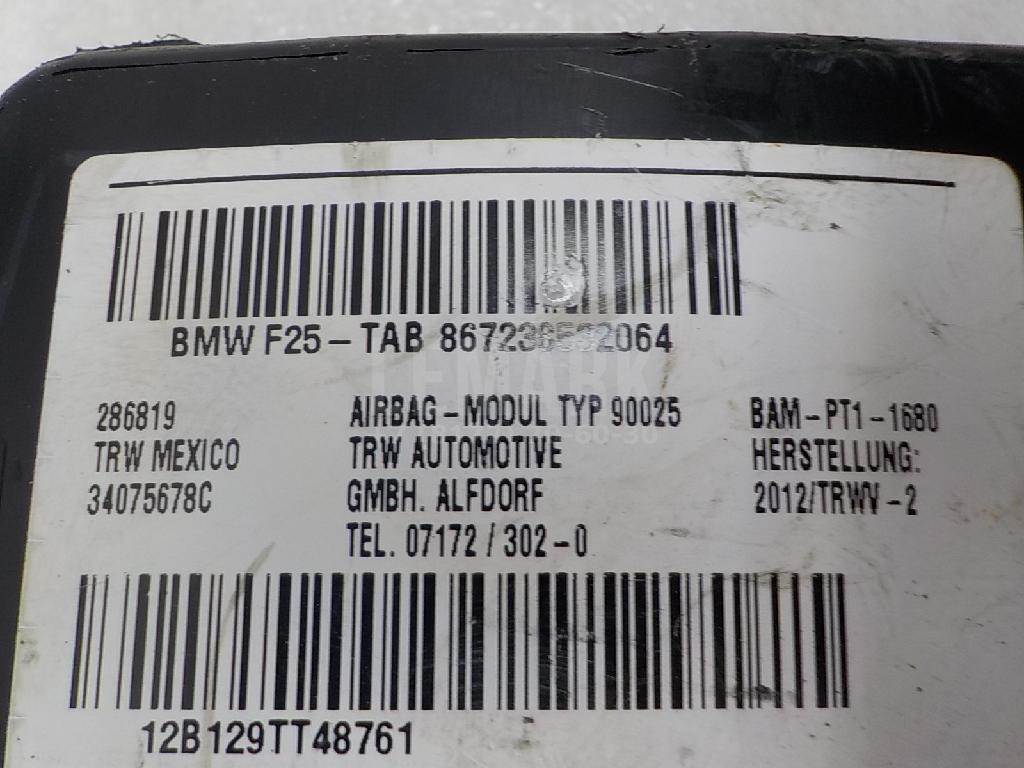 BMW F25-TAB
286819 AIRBAG-MODUL TYP 90025 BAM-PT1-1680
TRW MEXICO TRW AUTOMOTIVE HERSTELLUNG:
34075678C GMBH. ALFDORF 2012/TRWV-2
TEL. 07172/302-0
12B129TT48761
LEMARK